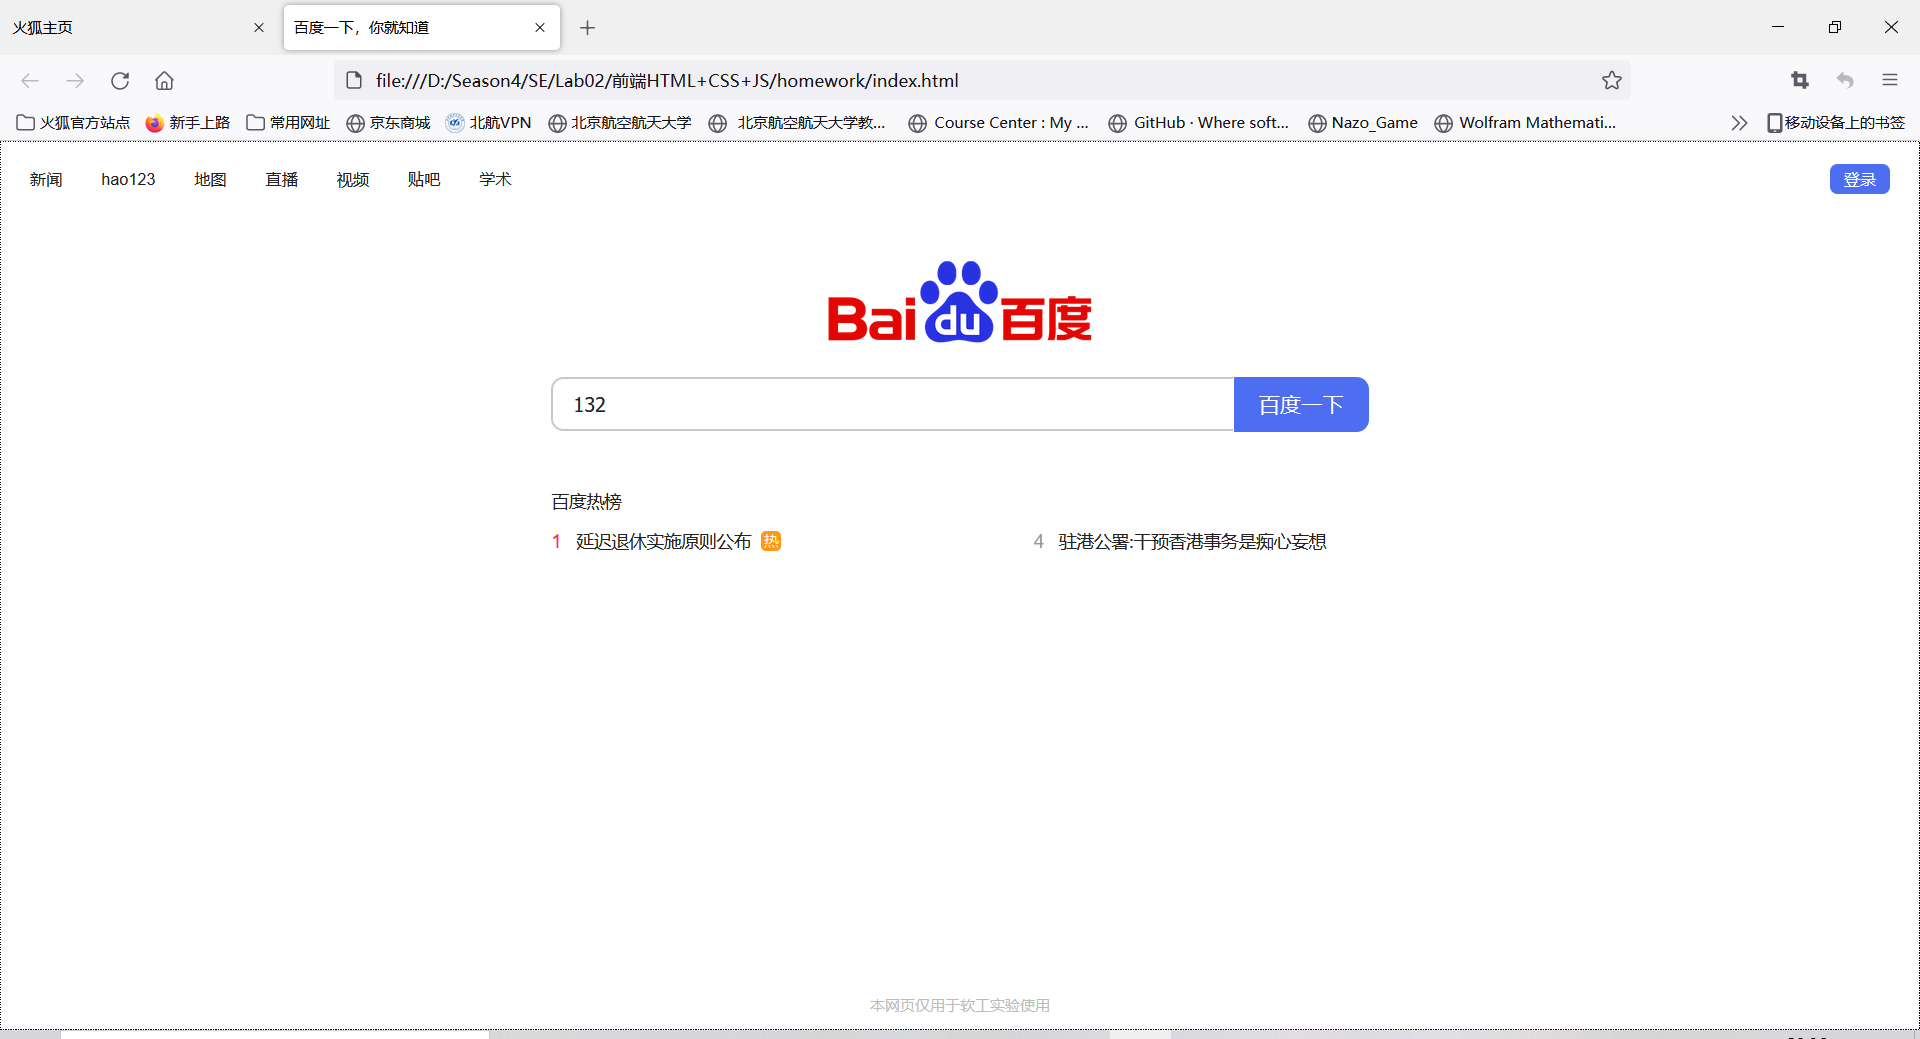 火狐主页
百度一下，你就知道
file:///D:/Season4/SE/Lab02/前端HTML+CSS+JS/homework/index.html
火狐官方站点 新手上路 常用网址 京东商城 北航VPN 北京航空航天大学 北京航空航天大学教... Course Center : My ... GitHub · Where soft... Nazo_Game Wolfram Mathemati... 移动设备上的书签
新闻 hao123 地图 直播 视频 贴吧 学术 登录
Bai du 百度
132 百度一下
百度热榜
1 延迟退休实施原则公布 热 4 驻港公署:干预香港事务是痴心妄想
本网页仅用于软工实验使用